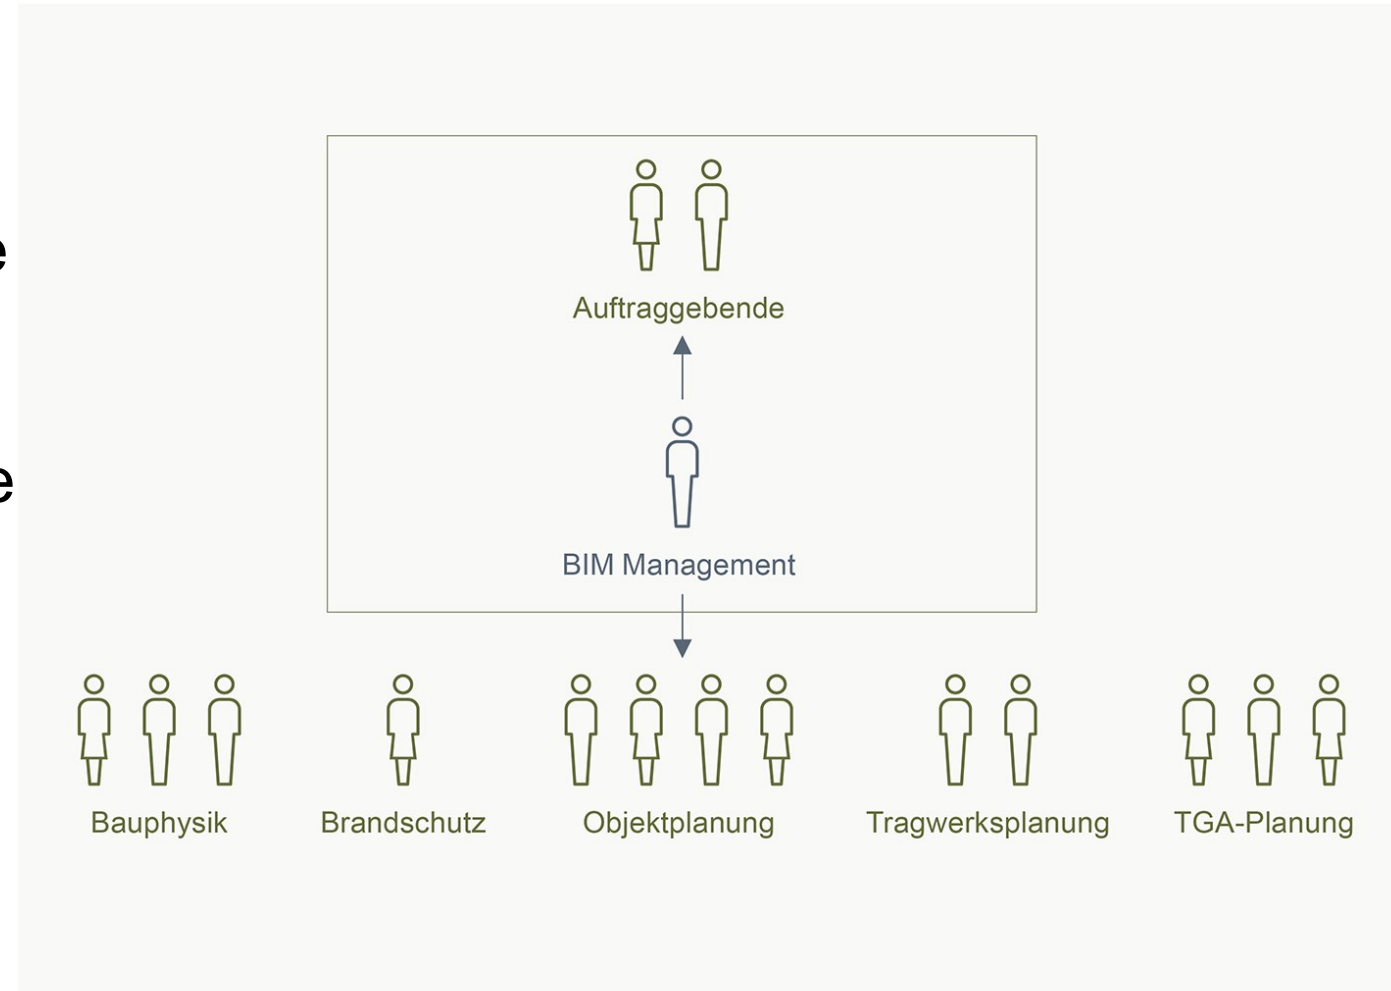 e
e
Auftraggebende
BIM Management
Bauphysik
Brandschutz
Objektplanung
Tragwerksplanung
TGA-Planung